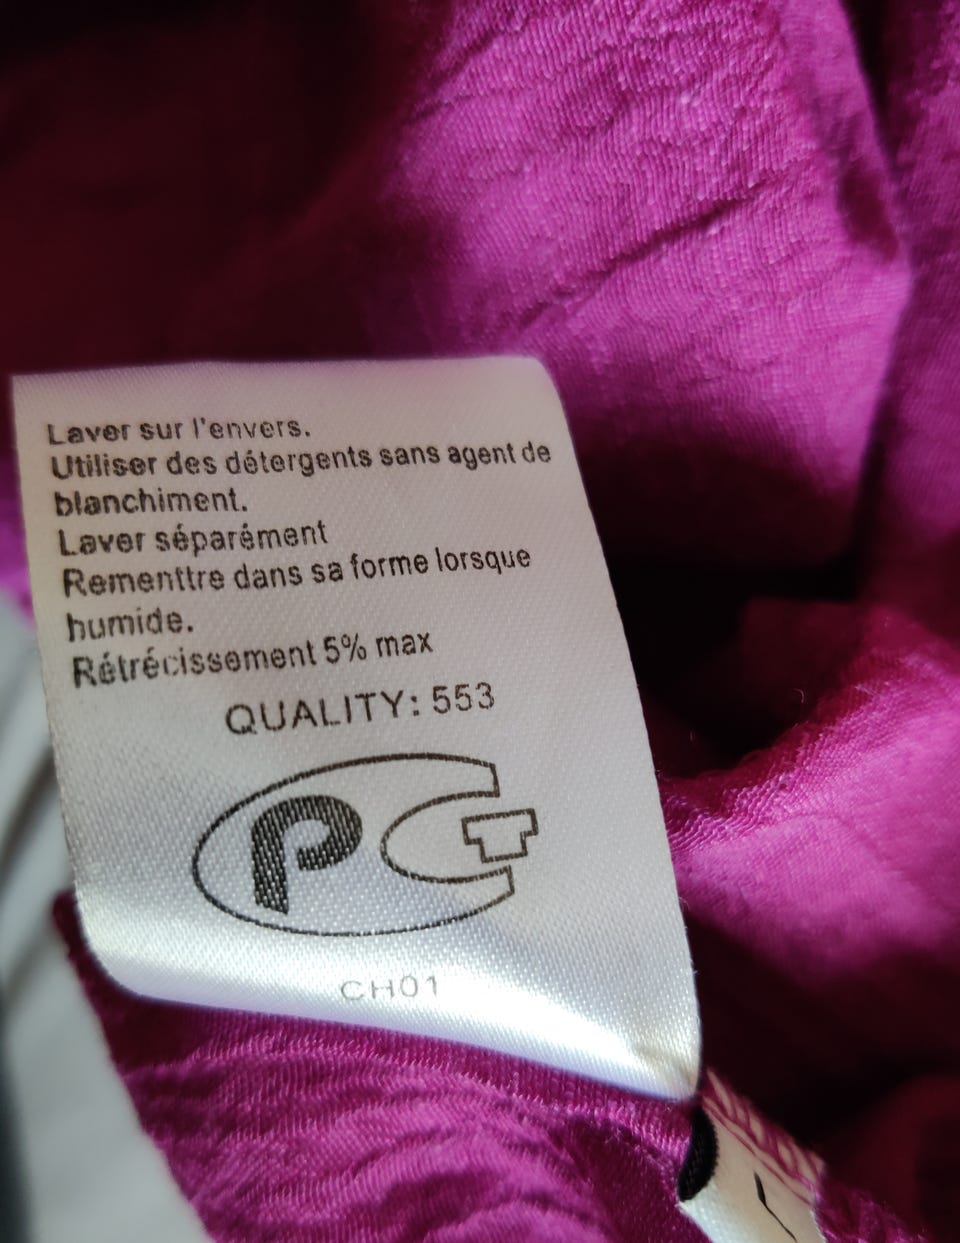 Laver sur l'envers.
Utiliser des détergents sans agent de
blanchiment.
Laver séparément
Rementtre dans sa forme lorsque
humide.
Rétrécissement 5% max
QUALITY: 553
PCT
CH01